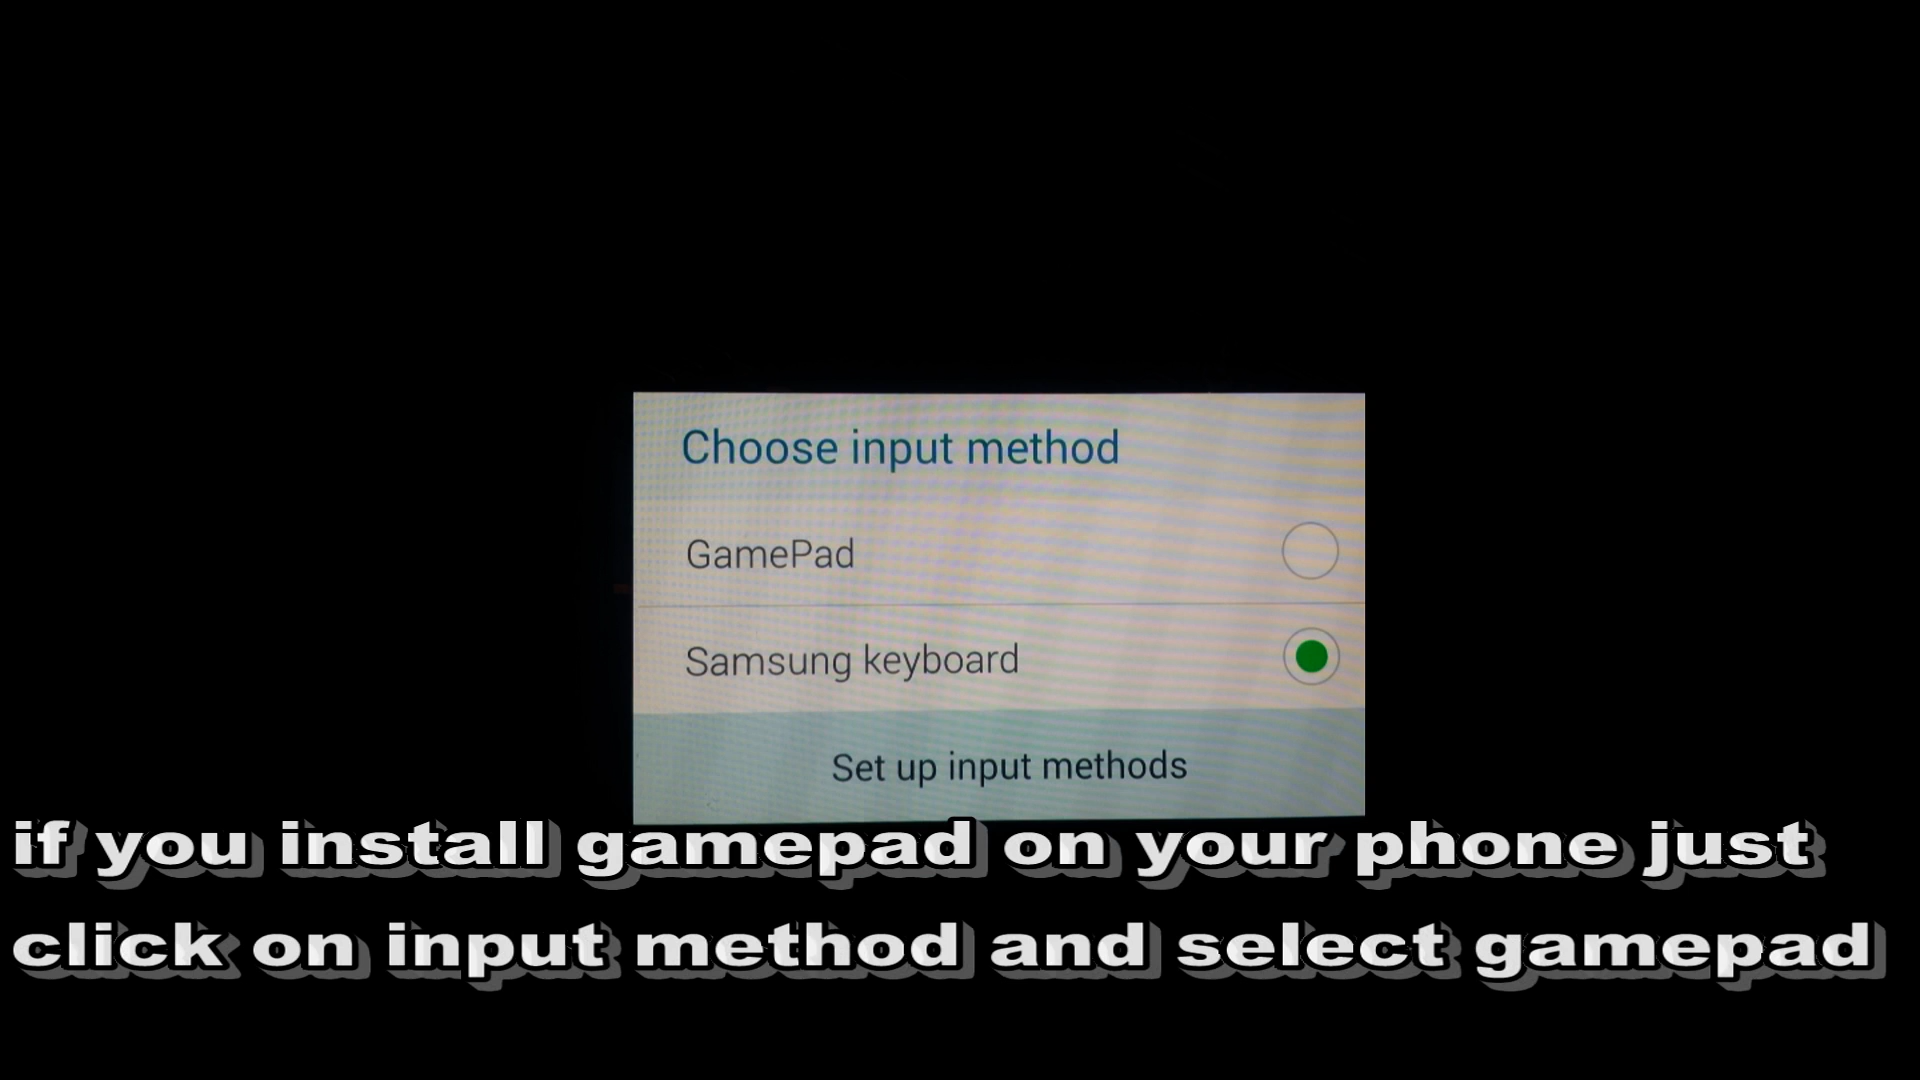 Choose input method
GamePad
Samsung keyboard
Set up input methods
if you install gamepad on your phone just
click on input method and select gamepad